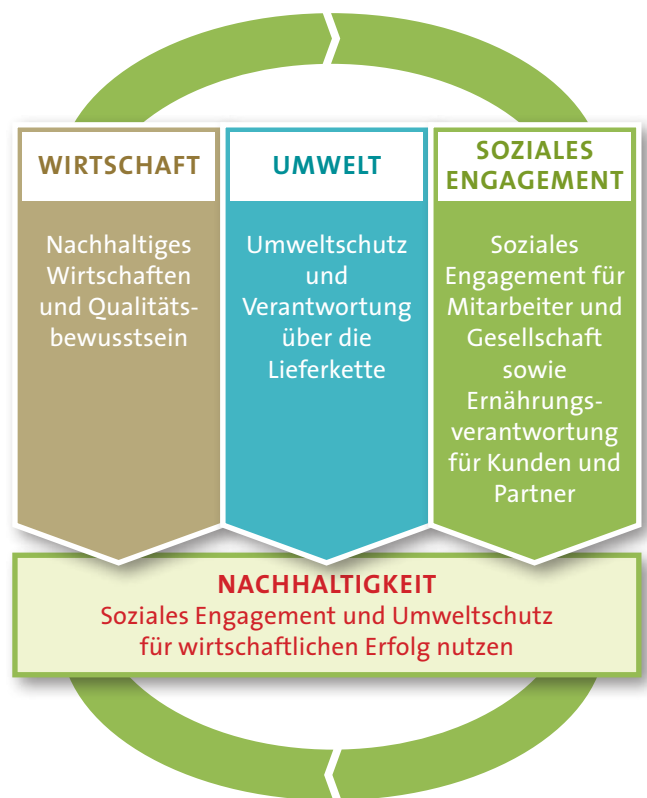 WIRTSCHAFT
Nachhaltiges
Wirtschaften
und Qualitäts-
bewusstsein
UMWELT
Umweltschutz
und
Verantwortung
über die
Lieferkette
SOZIALES
ENGAGEMENT
Soziales
Engagement für
Mitarbeiter und
Gesellschaft
sowie
Ernährungs-
verantwortung
für Kunden und
Partner
NACHHALTIGKEIT
Soziales Engagement und Umweltschutz
für wirtschaftlichen Erfolg nutzen